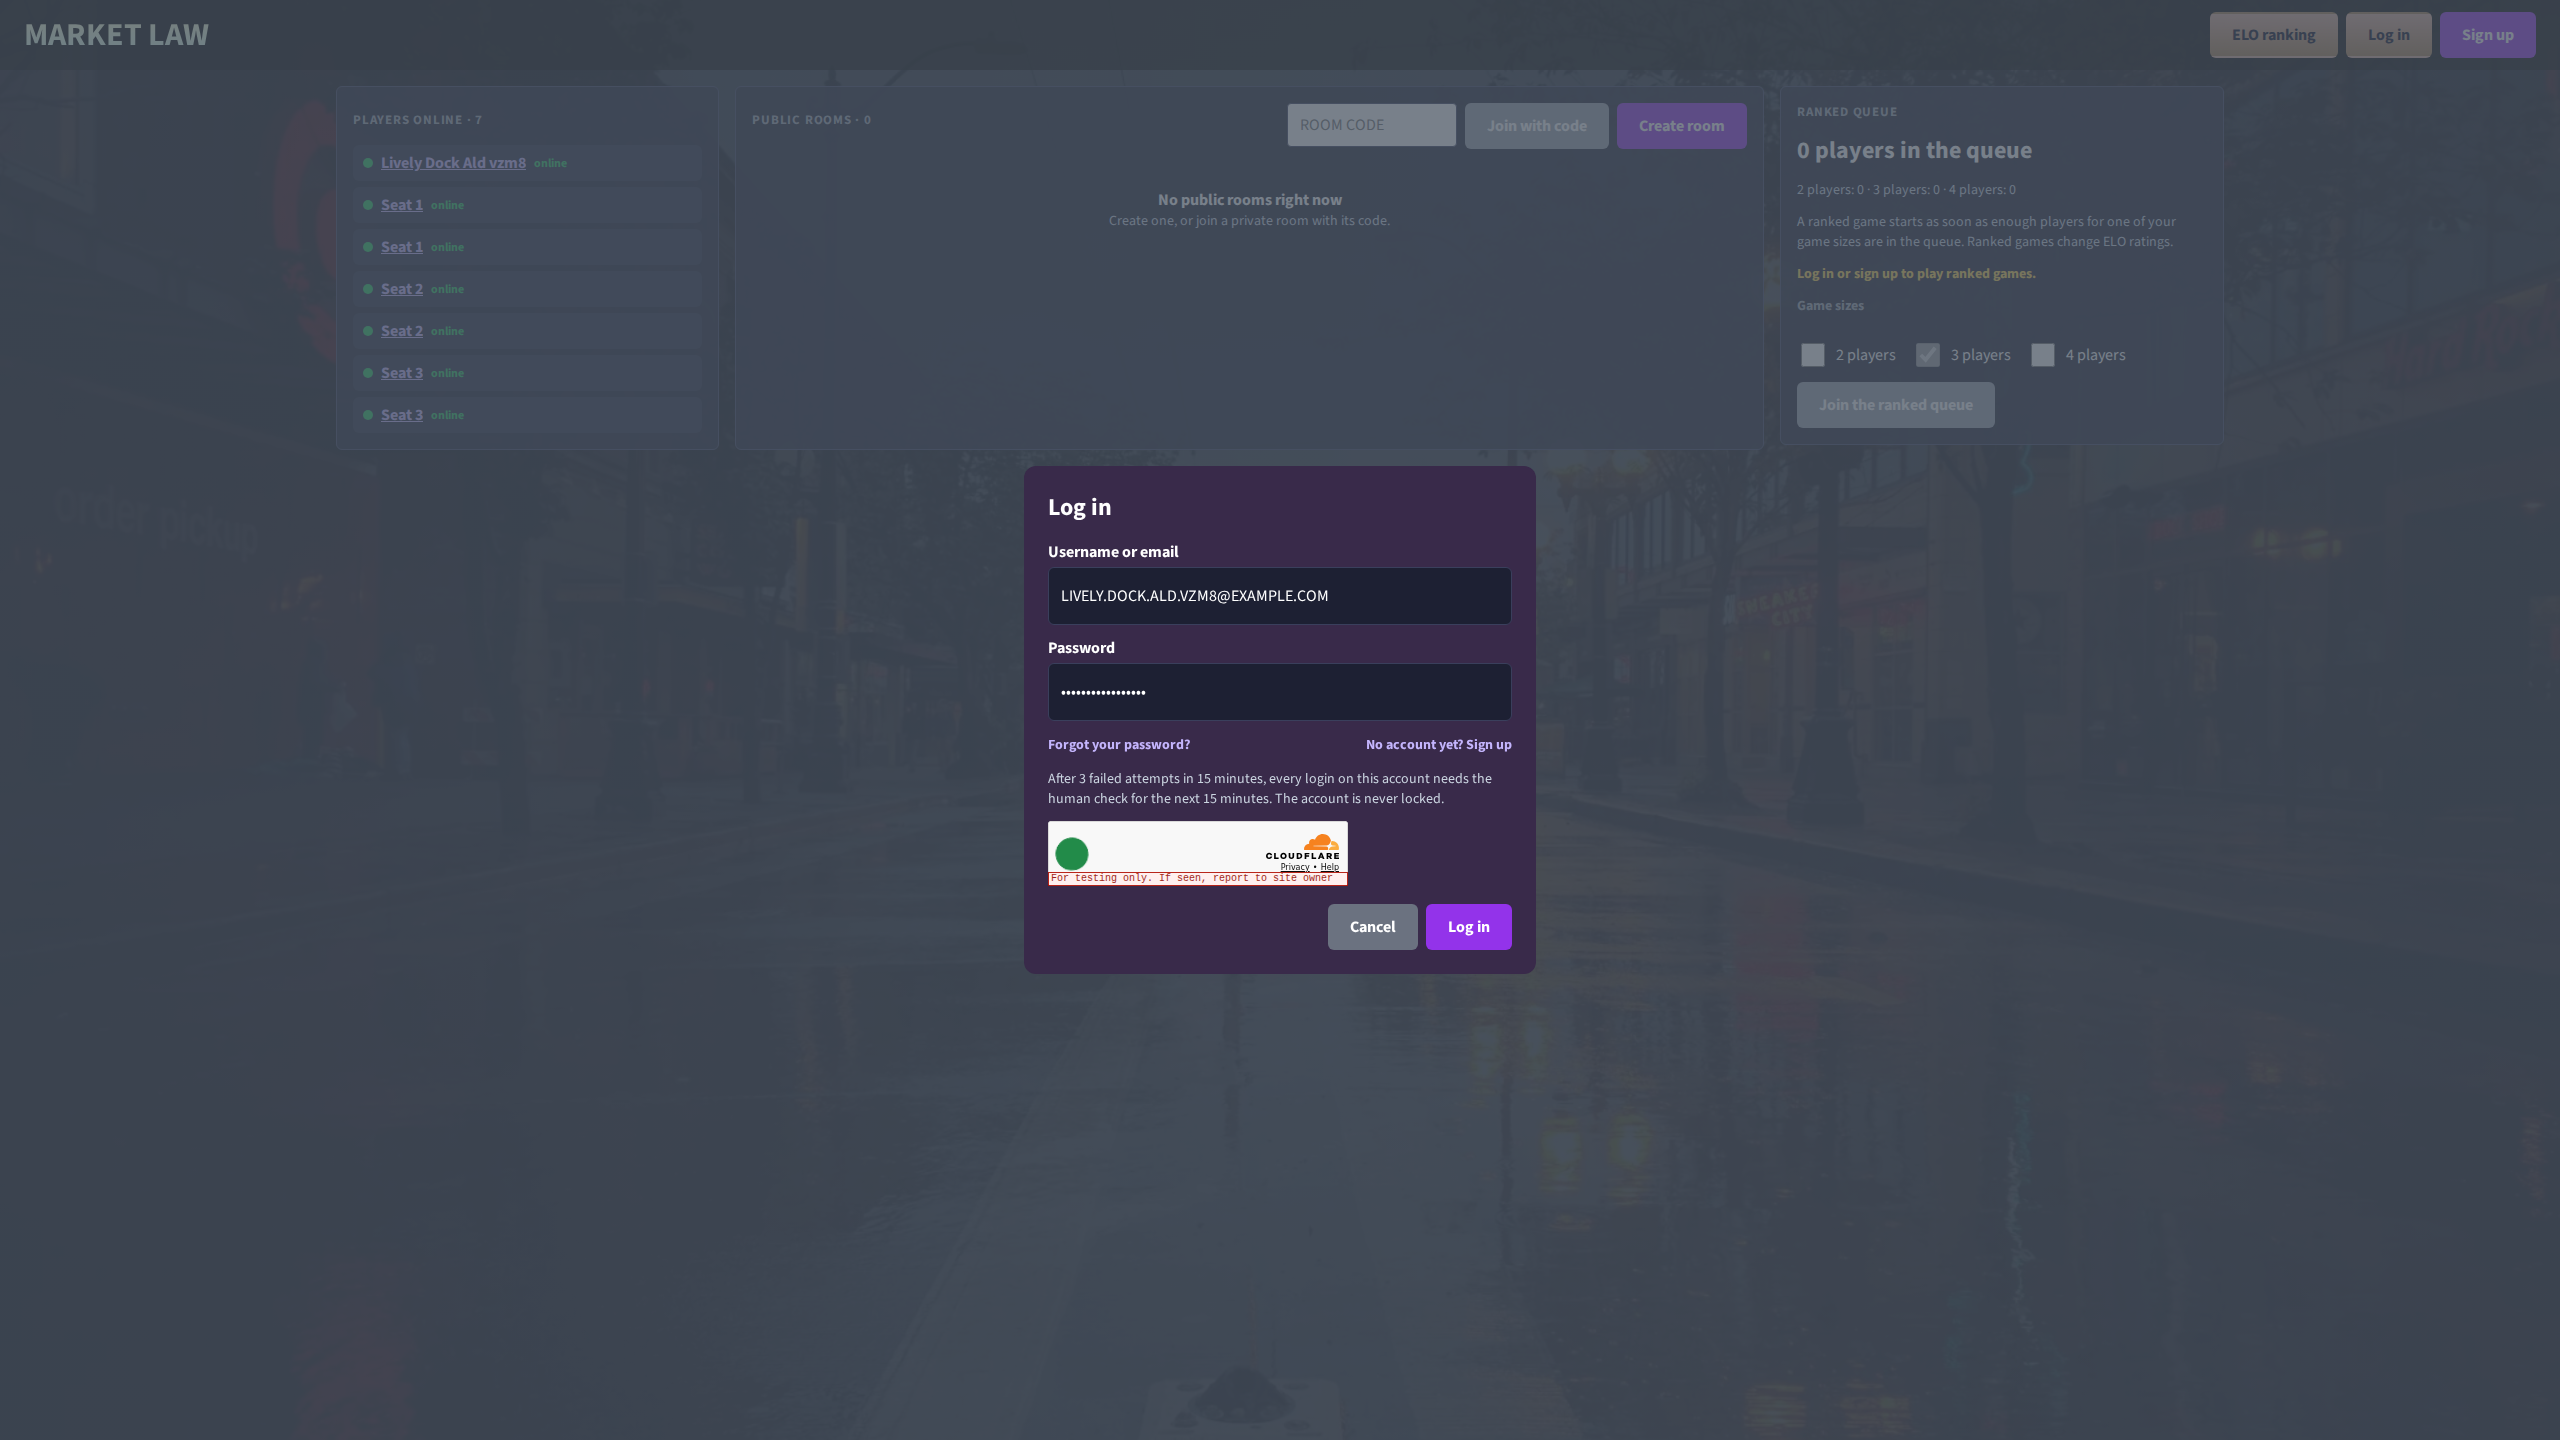 MARKET LAW
ELO ranking
Log in
Sign up
PLAYERS ONLINE · 7
Lively Dock Ald vzm8 online
Seat 1 online
Seat 1 online
Seat 2 online
Seat 2 online
Seat 3 online
Seat 3 online
PUBLIC ROOMS · 0
ROOM CODE
Join with code
Create room
No public rooms right now
Create one, or join a private room with its code.
RANKED QUEUE
0 players in the queue
2 players: 0 · 3 players: 0 · 4 players: 0
A ranked game starts as soon as enough players for one of your
game sizes are in the queue. Ranked games change ELO ratings.
Log in or sign up to play ranked games.
Game sizes
2 players
3 players
4 players
Join the ranked queue
order pickup
SNEAKER
CITY
Log in
Username or email
LIVELY.DOCK.ALD.VZM8@EXAMPLE.COM
Password
•••••••••••••••••
Forgot your password?
No account yet? Sign up
After 3 failed attempts in 15 minutes, every login on this account needs the
human check for the next 15 minutes. The account is never locked.
CLOUDFLARE
Privacy • Help
For testing only. If seen, report to site owner
Cancel
Log in